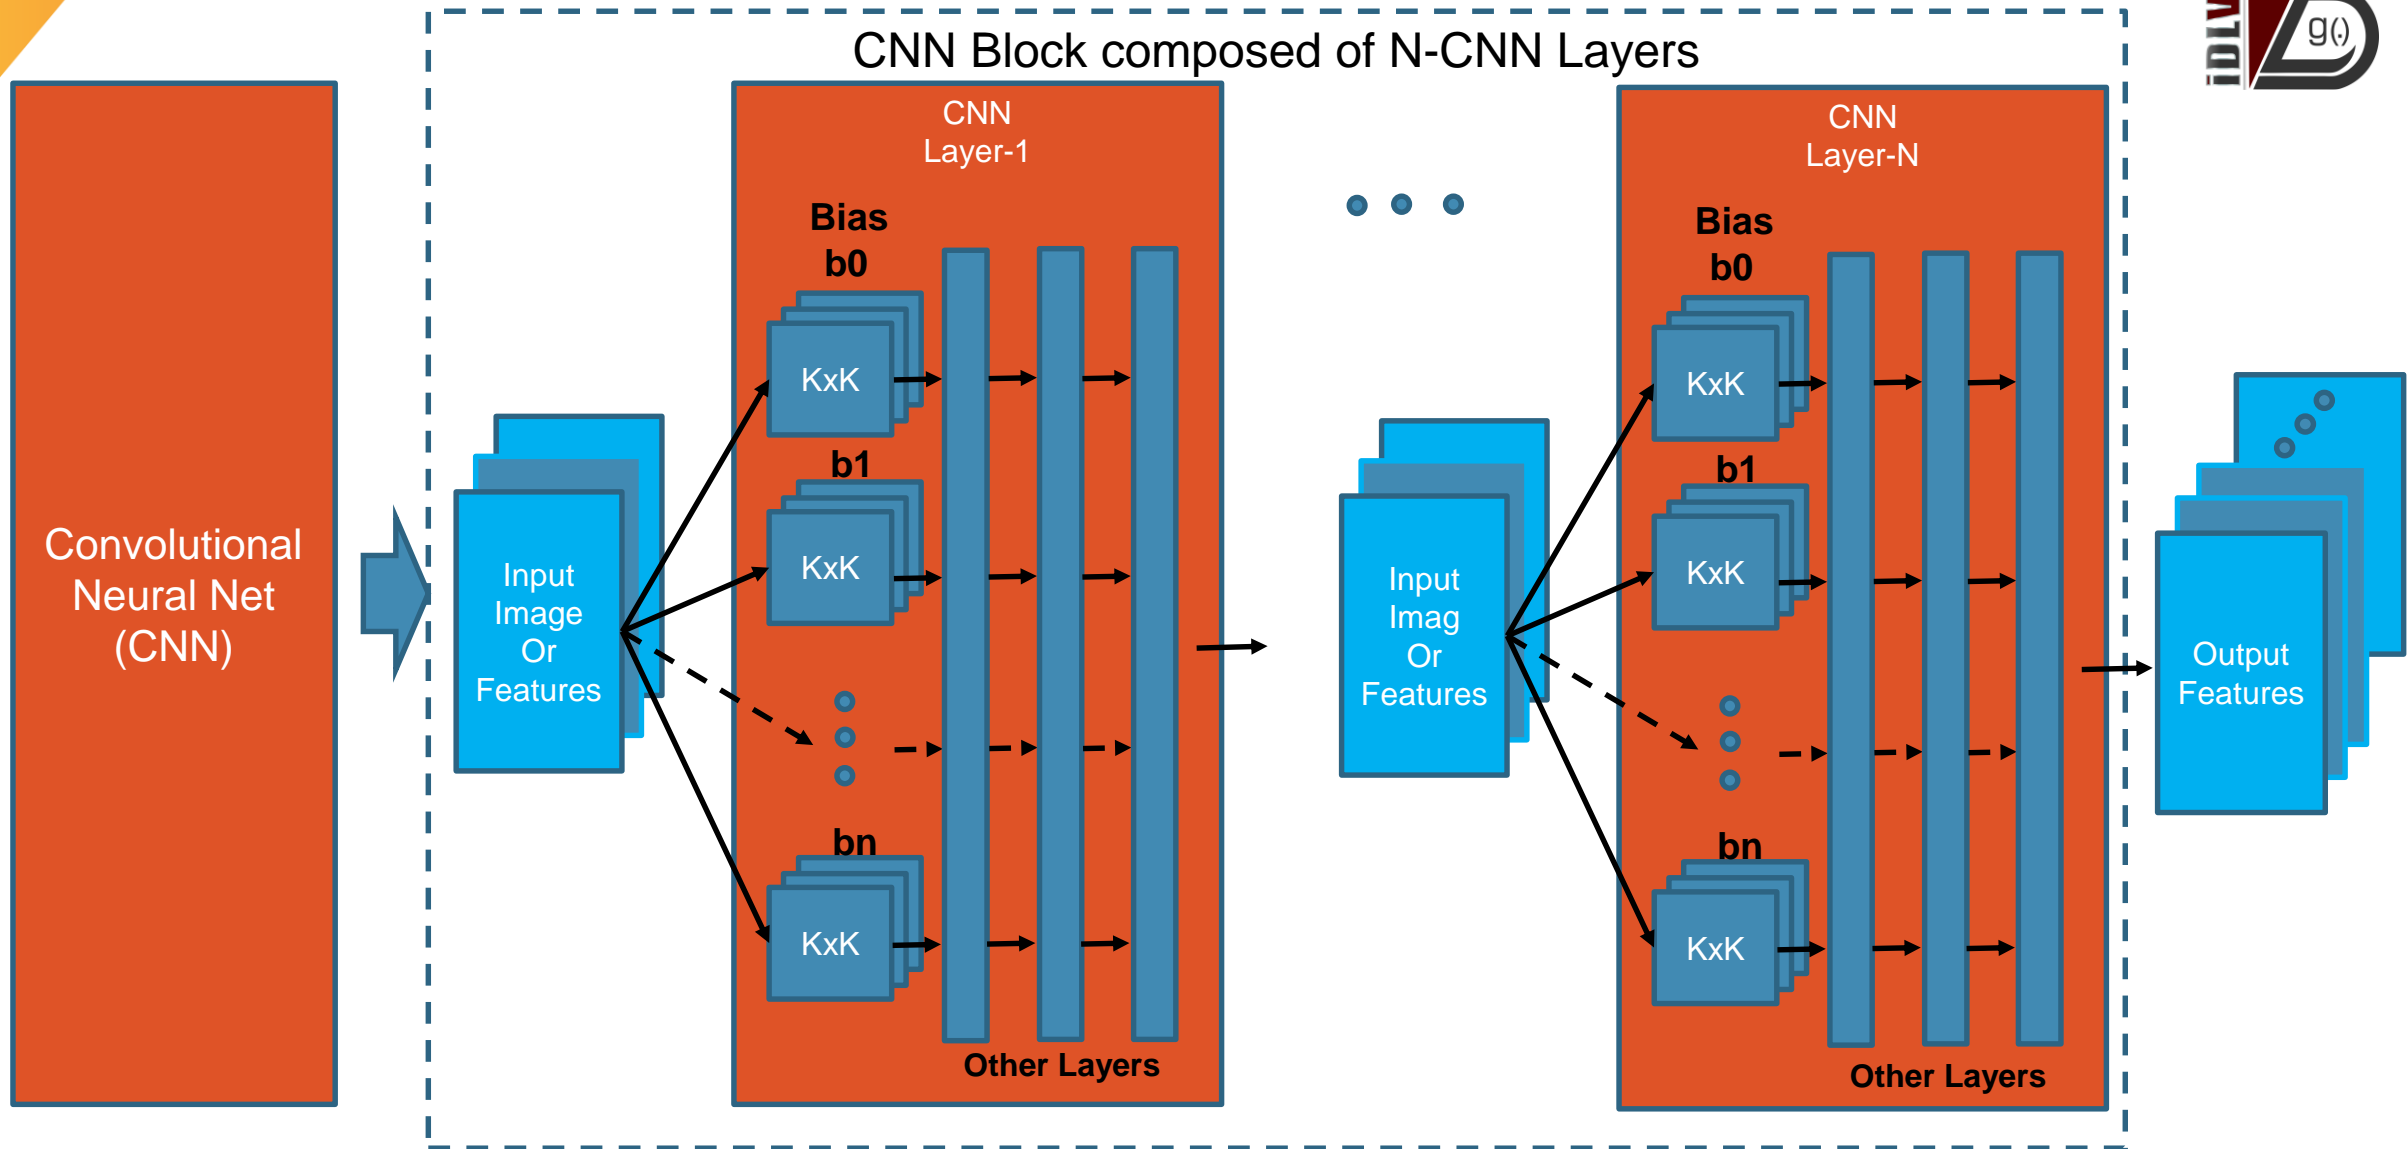 CNN Block composed of N-CNN Layers
iDLV
g(.)
Convolutional
Neural Net
(CNN)
Input
Image
Or
Features
CNN
Layer-1
Bias
b0
KxK
b1
KxK
bn
KxK
Other Layers
Input
Imag
Or
Features
CNN
Layer-N
Bias
b0
KxK
b1
KxK
bn
KxK
Other Layers
Output
Features